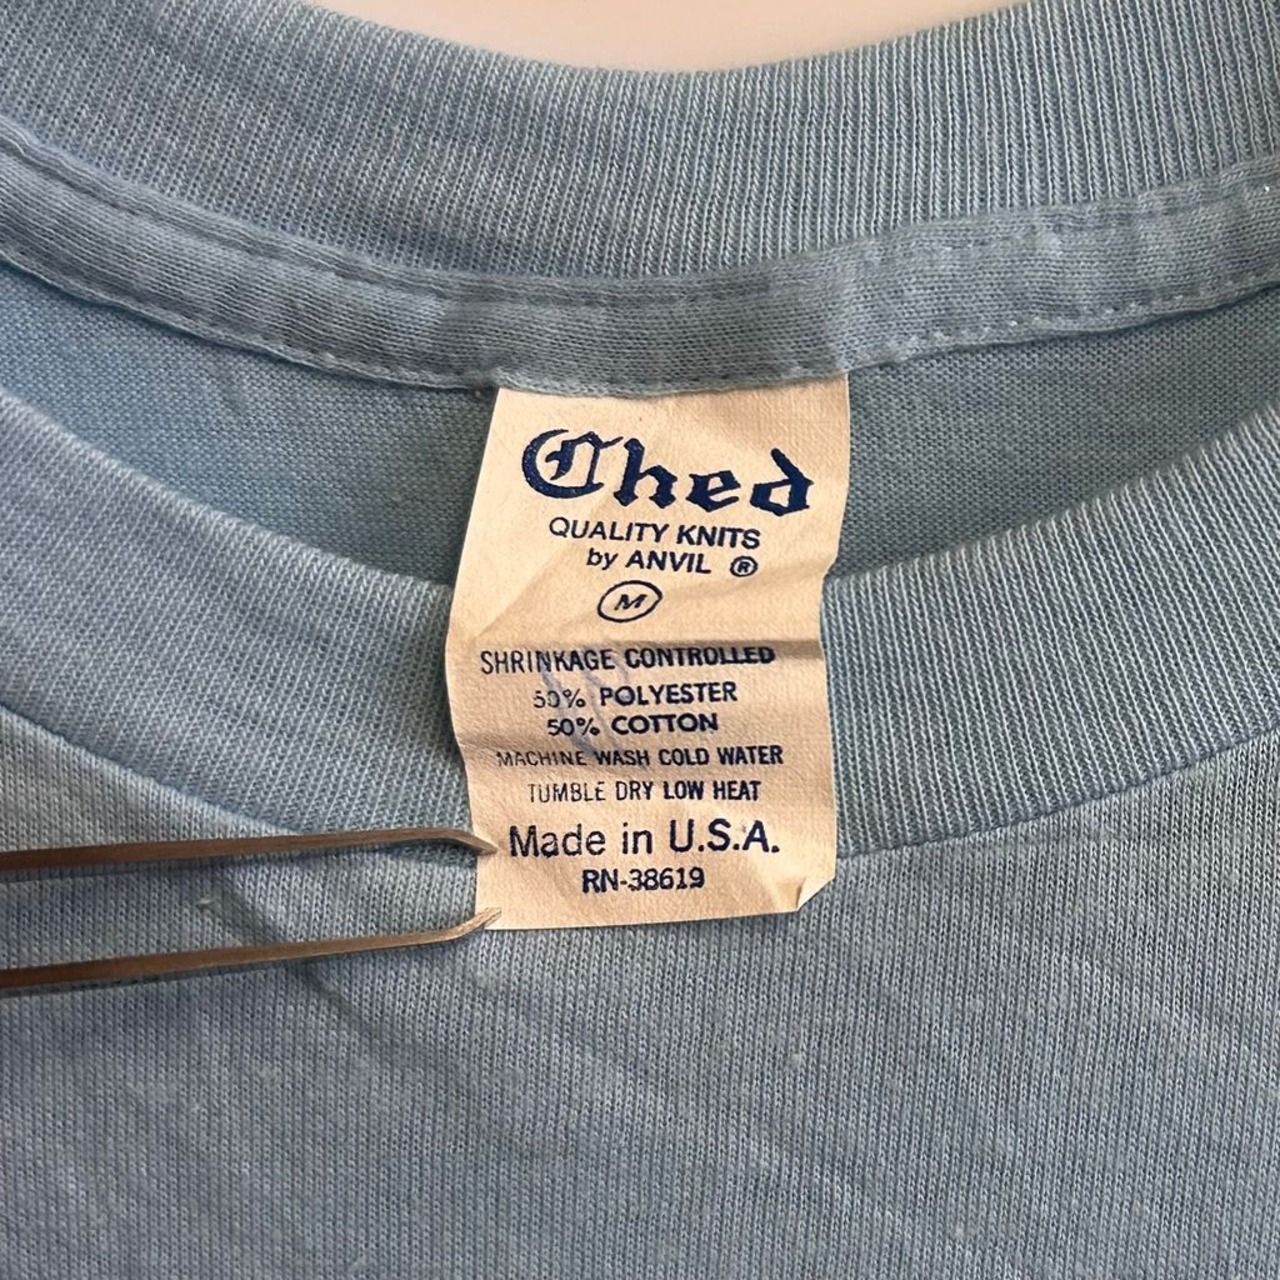 Ched
QUALITY KNITS
by ANVIL ®
M
SHRINKAGE CONTROLLED
50% POLYESTER
50% COTTON
MACHINE WASH COLD WATER
TUMBLE DRY LOW HEAT
Made in U.S.A.
RN-38619